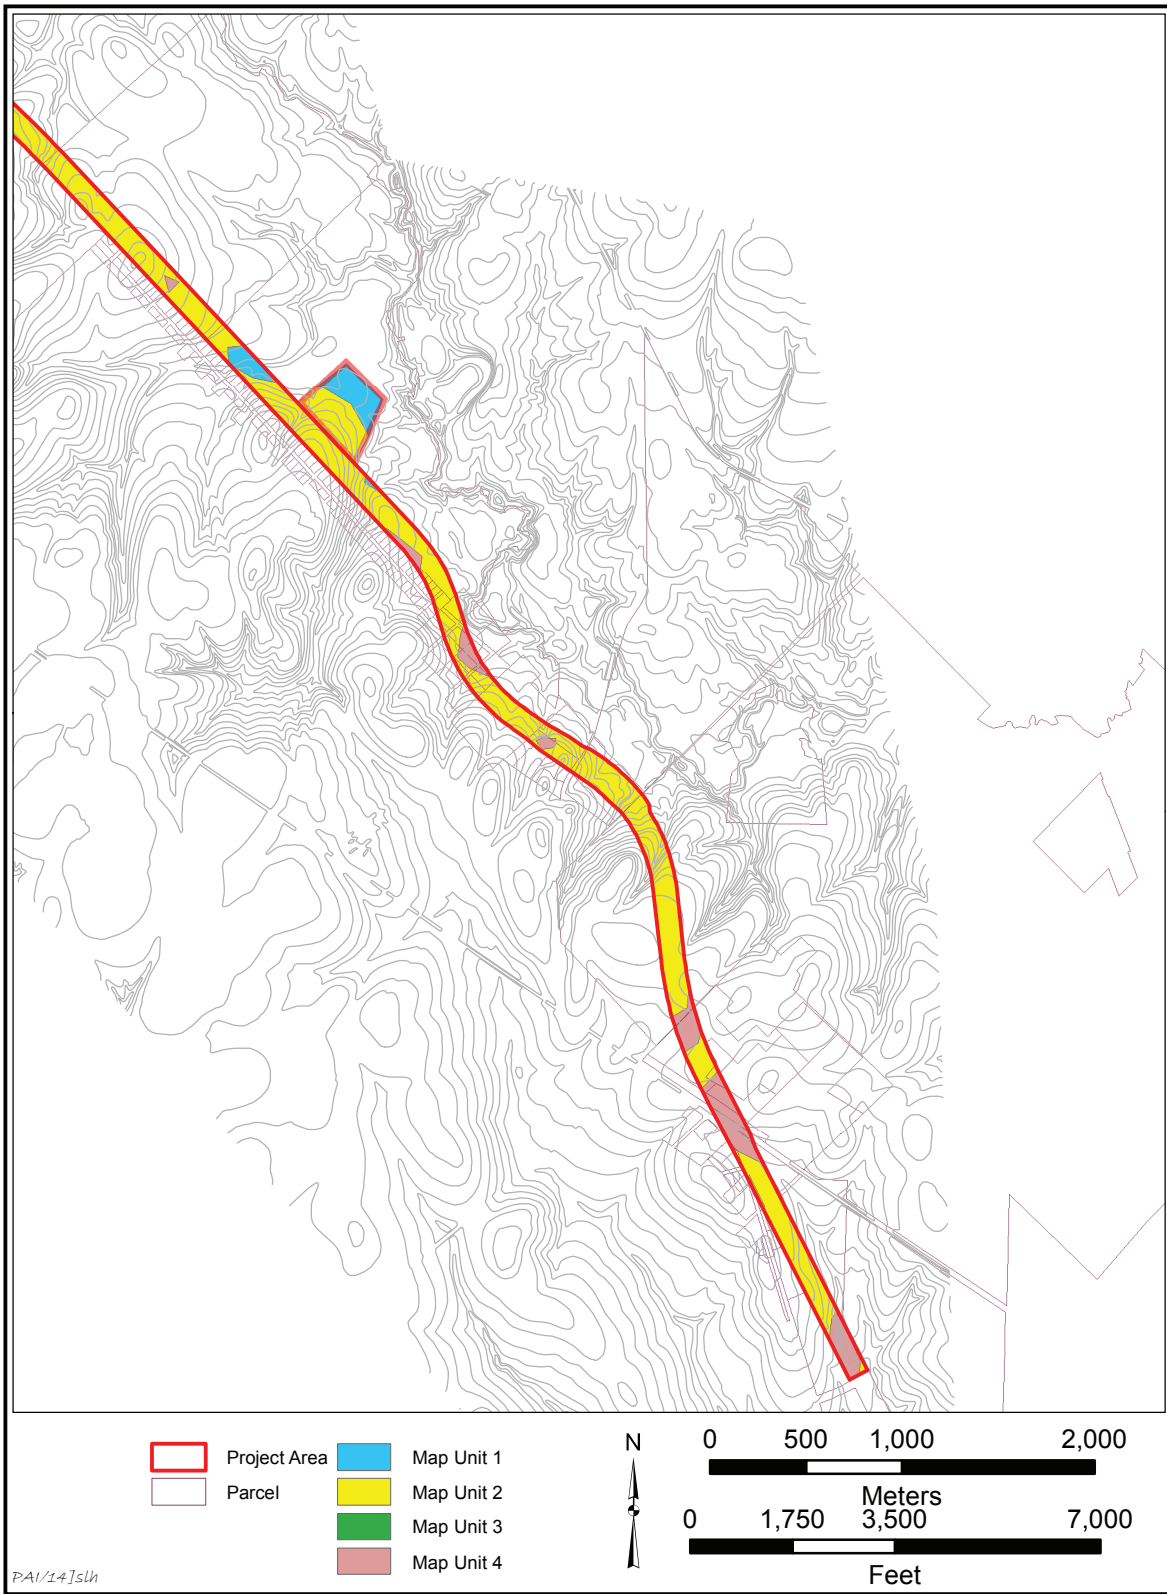 Project Area
Parcel
Map Unit 1
Map Unit 2
Map Unit 3
Map Unit 4
N
0 500 1,000 2,000
Meters
0 1,750 3,500 7,000
Feet
PAI/14]slh